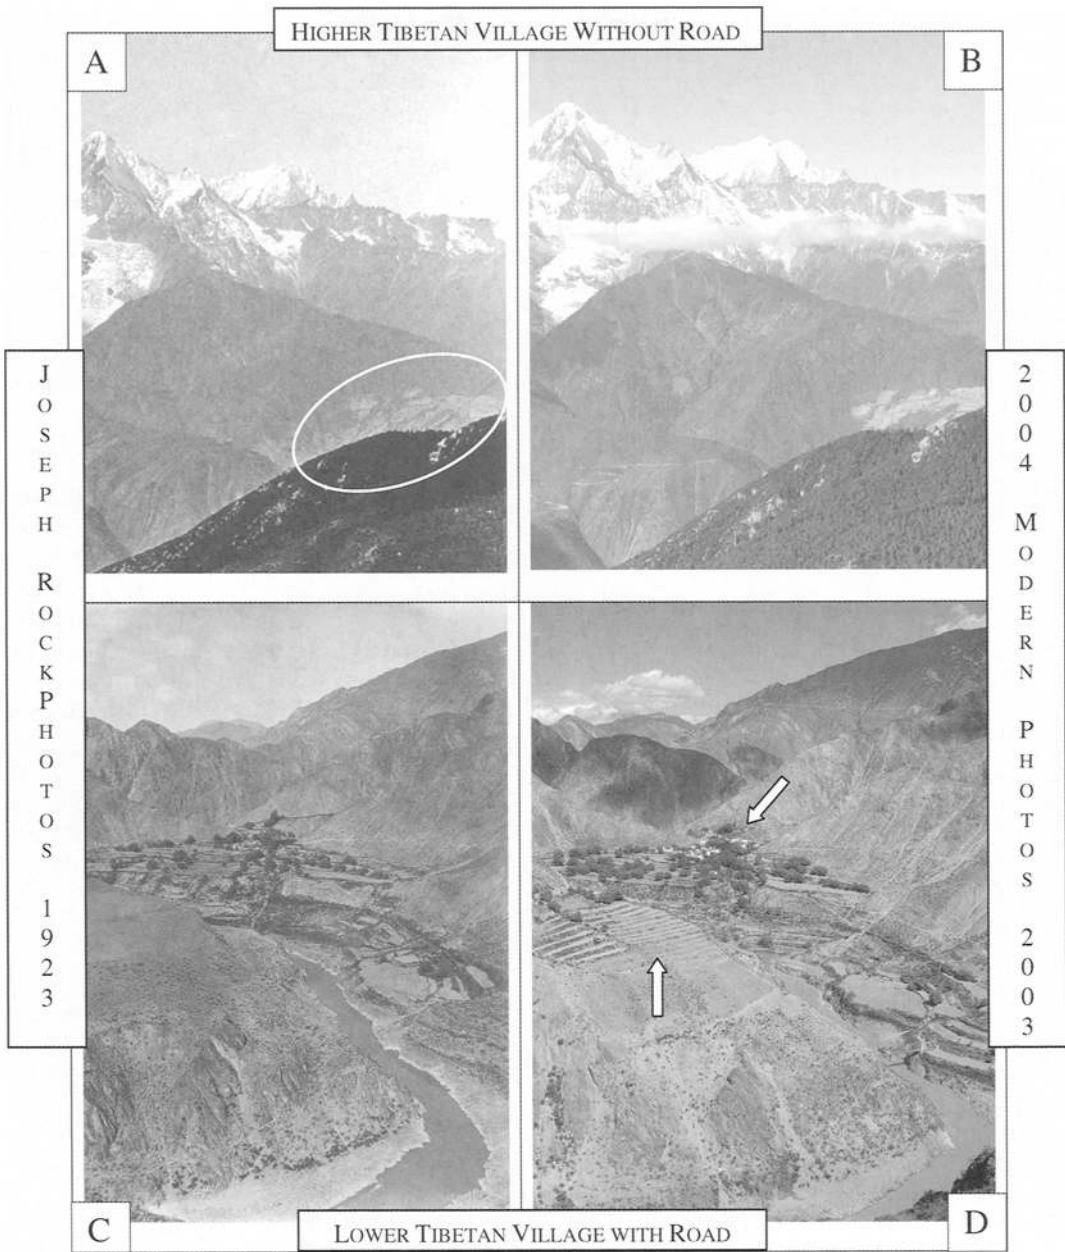 HIGHER TIBETAN VILLAGE WITHOUT ROAD
A
B
JOSEPH ROCK PHOTOS 1923
2004 MODERN PHOTOS 2003
C
D
LOWER TIBETAN VILLAGE WITH ROAD